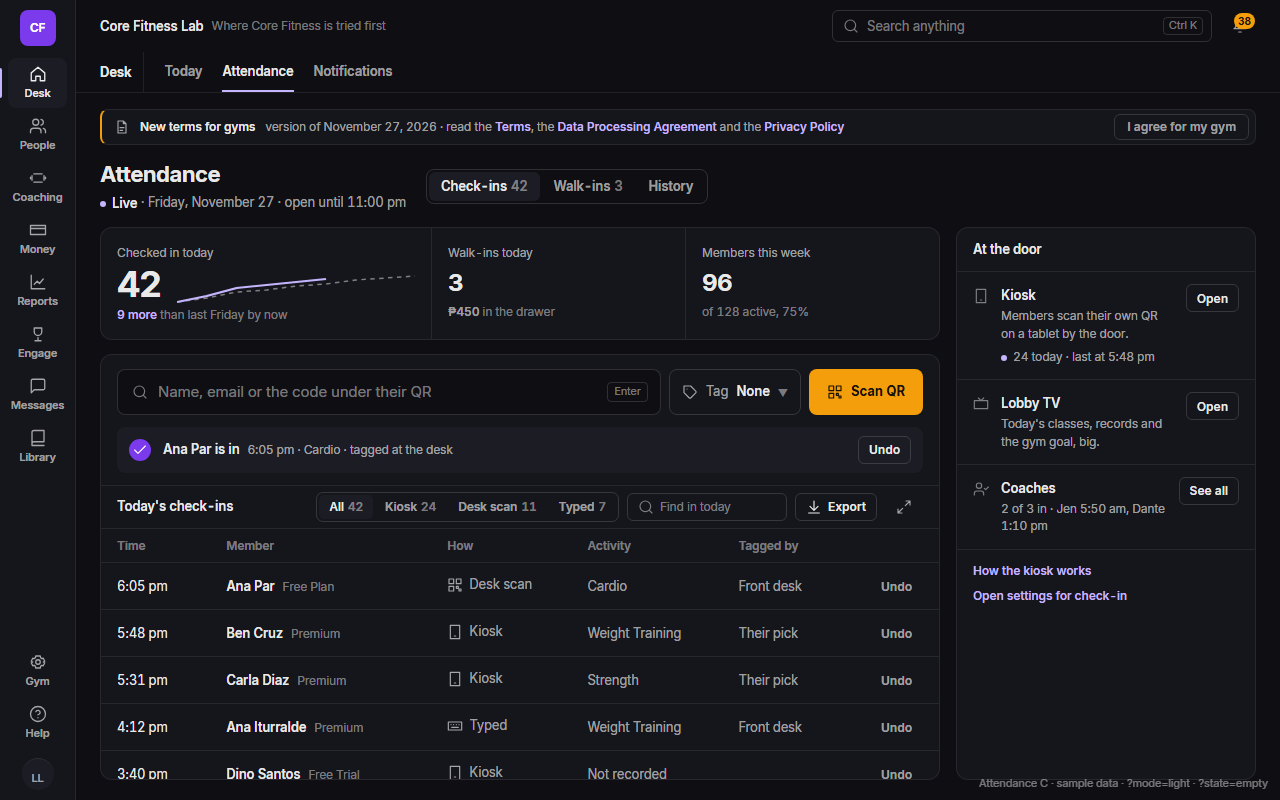 CF
Core Fitness Lab Where Core Fitness is tried first
Search anything Ctrl K
38
Desk Today Attendance Notifications
Desk
People
Coaching
Money
Reports
Engage
Messages
Library
Gym
Help
LL
New terms for gyms version of November 27, 2026 · read the Terms, the Data Processing Agreement and the Privacy Policy I agree for my gym
Attendance
Live · Friday, November 27 · open until 11:00 pm
Check-ins 42 Walk-ins 3 History
Checked in today
42
9 more than last Friday by now
Walk-ins today
3
₱450 in the drawer
Members this week
96
of 128 active, 75%
Name, email or the code under their QR Enter
Tag None
Scan QR
Ana Par is in 6:05 pm · Cardio · tagged at the desk Undo
Today's check-ins All 42 Kiosk 24 Desk scan 11 Typed 7 Find in today Export
Time Member How Activity Tagged by
6:05 pm Ana Par Free Plan Desk scan Cardio Front desk Undo
5:48 pm Ben Cruz Premium Kiosk Weight Training Their pick Undo
5:31 pm Carla Diaz Premium Kiosk Strength Their pick Undo
4:12 pm Ana Iturralde Premium Typed Weight Training Front desk Undo
3:40 pm Dino Santos Free Trial Kiosk Not recorded Undo
At the door
Kiosk Open
Members scan their own QR
on a tablet by the door.
24 today · last at 5:48 pm
Lobby TV Open
Today's classes, records and
the gym goal, big.
Coaches See all
2 of 3 in · Jen 5:50 am, Dante
1:10 pm
How the kiosk works
Open settings for check-in
Attendance C · sample data · ?mode=light · ?state=empty